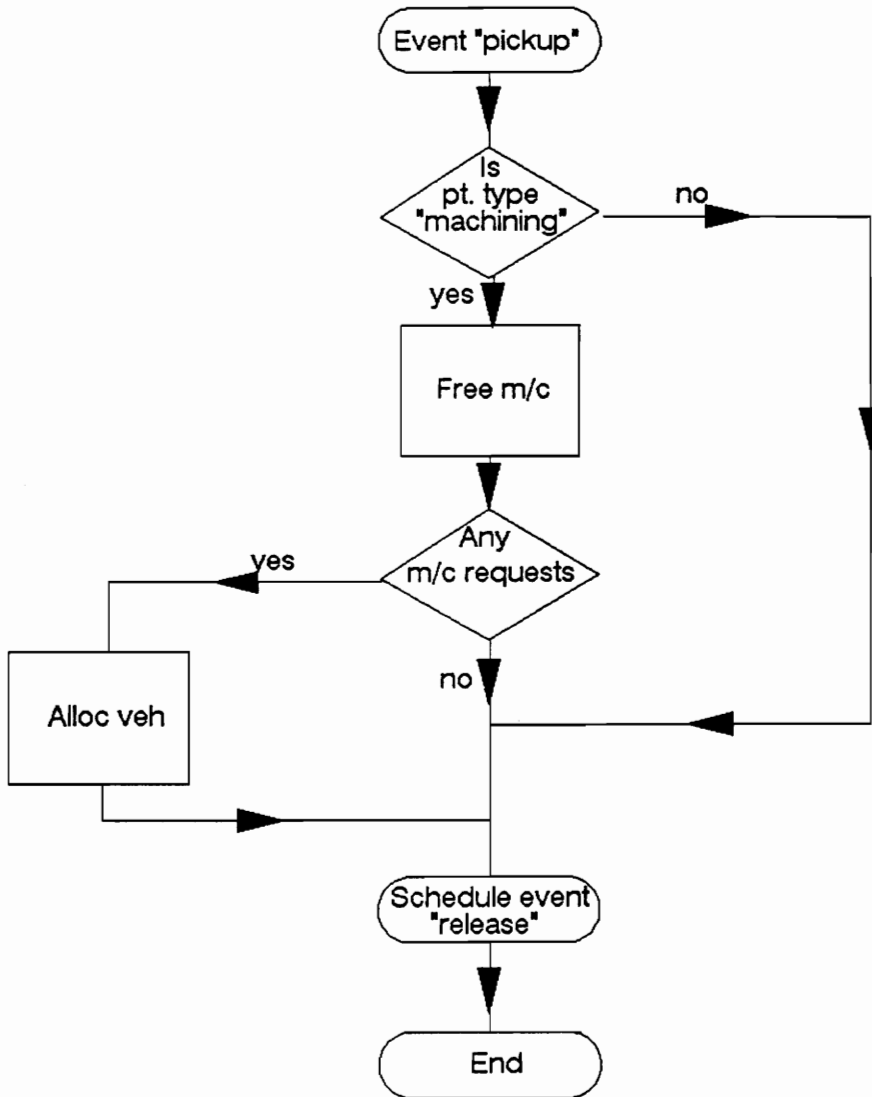 Event "pickup"
Is
pt. type
"machining"
no
yes
Free m/c
Any
m/c requests
yes
no
Alloc veh
Schedule event
"release"
End